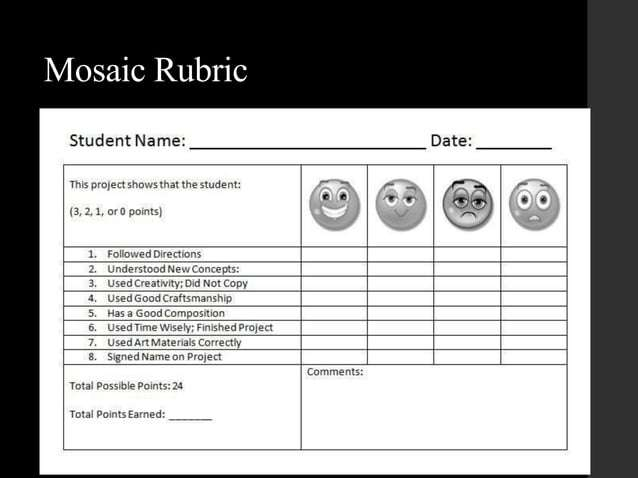 Mosaic Rubric
Student Name: _________________________ Date: ________
This project shows that the student:
(3, 2, 1, or 0 points)
1. Followed Directions
2. Understood New Concepts:
3. Used Creativity; Did Not Copy
4. Used Good Craftsmanship
5. Has a Good Composition
6. Used Time Wisely; Finished Project
7. Used Art Materials Correctly
8. Signed Name on Project
Total Possible Points: 24
Total Points Earned: _______
Comments: